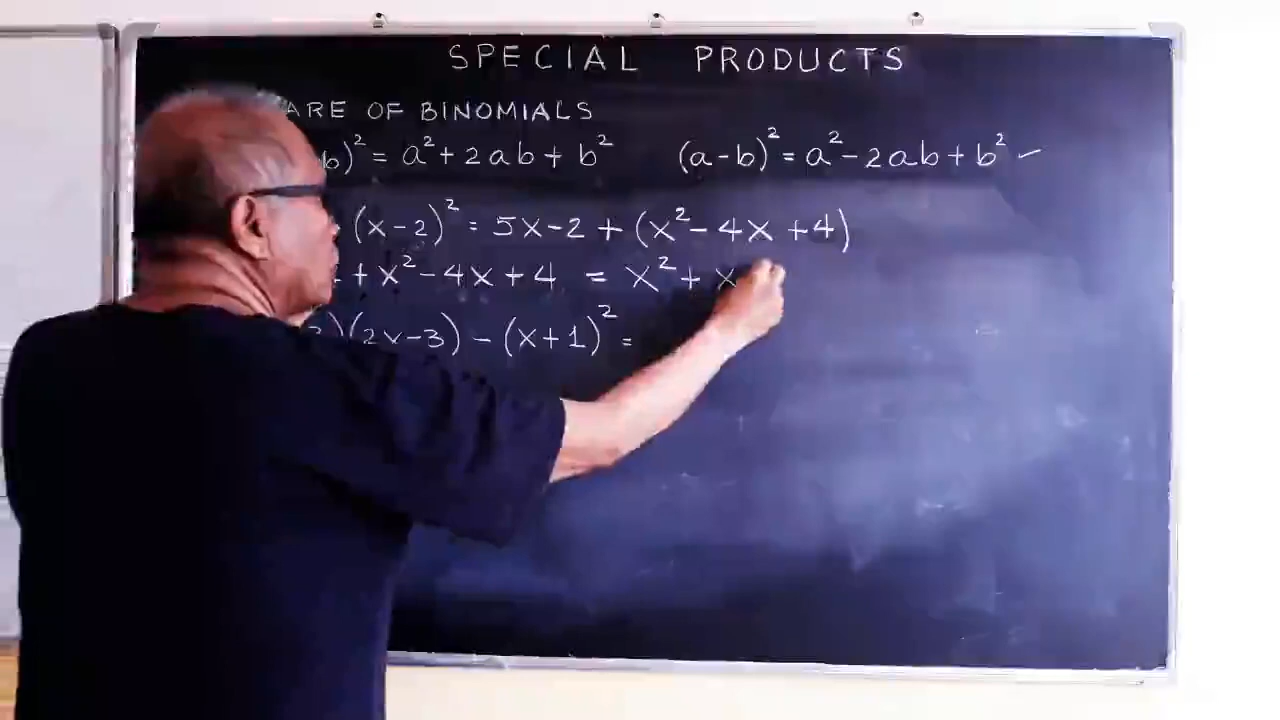 SPECIAL PRODUCTS
ARE OF BINOMIALS
b)² = a² + 2ab + b² (a - b)² = a² - 2ab + b² ✓
(x - 2)² = 5x - 2 + (x² - 4x + 4)
+ x² - 4x + 4 = x² + x
)(2x - 3) - (x + 1)² =